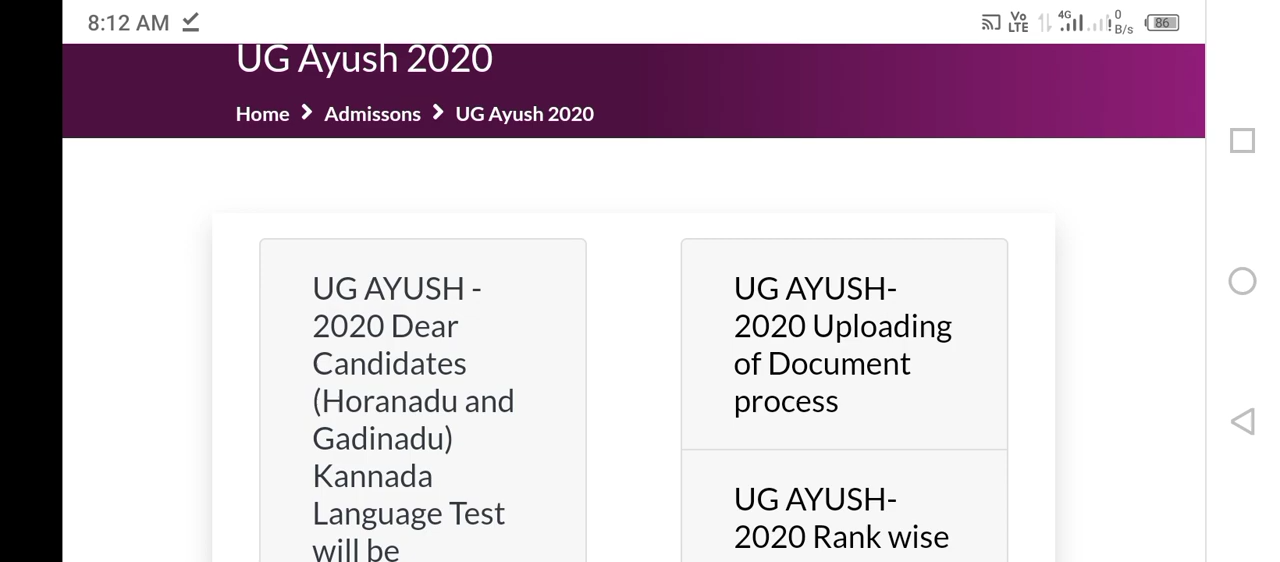 8:12 AM
Vo LTE 4G 0 B/s 86
UG Ayush 2020
Home Admissons UG Ayush 2020
UG AYUSH -
2020 Dear
Candidates
(Horanadu and
Gadinadu)
Kannada
Language Test
will be
UG AYUSH-
2020 Uploading
of Document
process
UG AYUSH-
2020 Rank wise